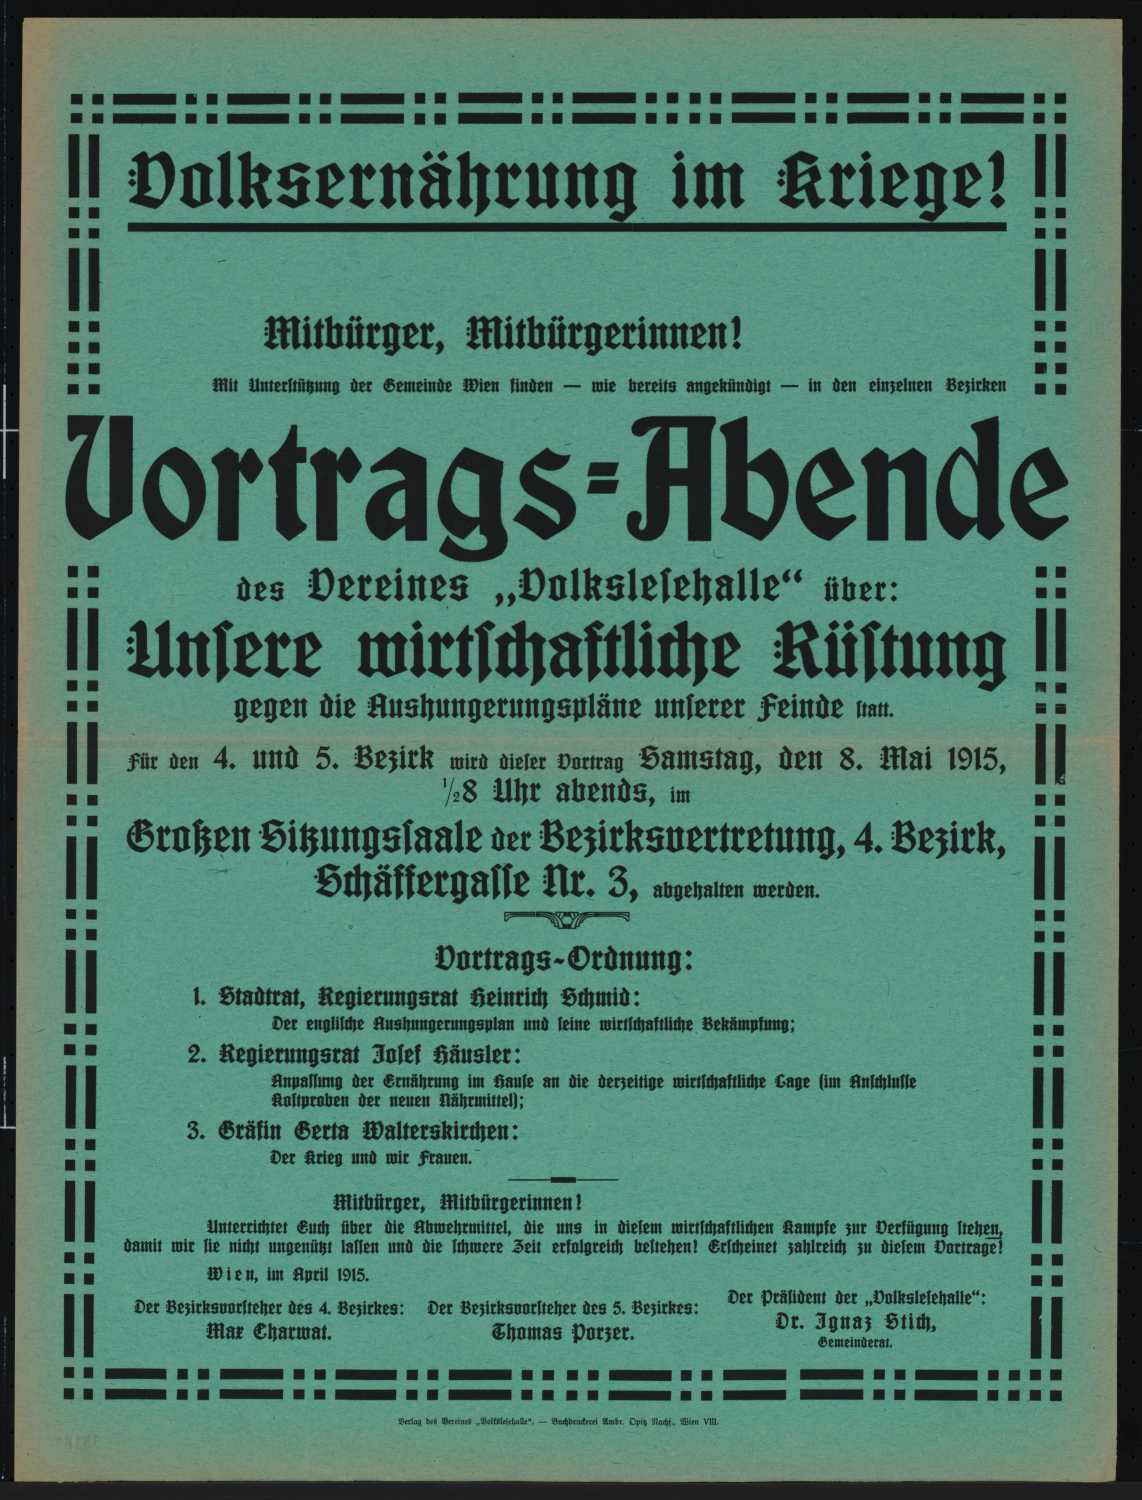 Volksernährung im Kriege!
Mitbürger, Mitbürgerinnen!
Mit Unterstützung der Gemeinde Wien finden — wie bereits angekündigt — in den einzelnen Bezirken
Vortrags-Abende
des Vereines „Volkslesehalle“ über:
Unsere wirtschaftliche Rüstung
gegen die Aushungerungspläne unserer Feinde statt.
Für den 4. und 5. Bezirk wird dieser Vortrag Samstag, den 8. Mai 1915,
1/28 Uhr abends, im
Großen Sitzungssaale der Bezirksvertretung, 4. Bezirk,
Schäffergasse Nr. 3, abgehalten werden.
Vortrags-Ordnung:
1. Stadtrat, Regierungsrat Heinrich Schmid:
Der englische Aushungerungsplan und seine wirtschaftliche Bekämpfung;
2. Regierungsrat Josef Häusler:
Anpassung der Ernährung im Hause an die derzeitige wirtschaftliche Lage (im Anschlusse
Kostproben der neuen Nährmittel);
3. Gräfin Gerta Walterskirchen:
Der Krieg und wir Frauen.
Mitbürger, Mitbürgerinnen!
Unterrichtet Euch über die Abwehrmittel, die uns in diesem wirtschaftlichen Kampfe zur Verfügung stehen,
damit wir sie nicht ungenützt lassen und die schwere Zeit erfolgreich bestehen! Erscheinet zahlreich zu diesem Vortrage!
Wien, im April 1915.
Der Bezirksvorsteher des 4. Bezirkes:
Max Charwat.
Der Bezirksvorsteher des 5. Bezirkes:
Thomas Porzer.
Der Präsident der „Volkslesehalle“:
Dr. Ignaz Stich,
Gemeinderat.
Verlag des Vereines „Volkslesehalle“. — Buchdruckerei Ambr. Opitz Nachf., Wien VIII.